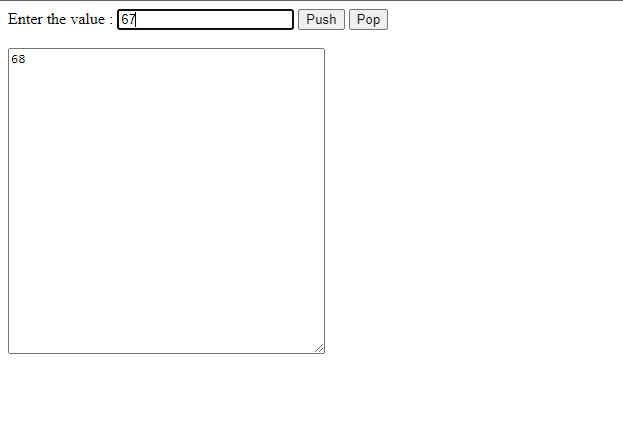 Enter the value : 67 Push Pop
68